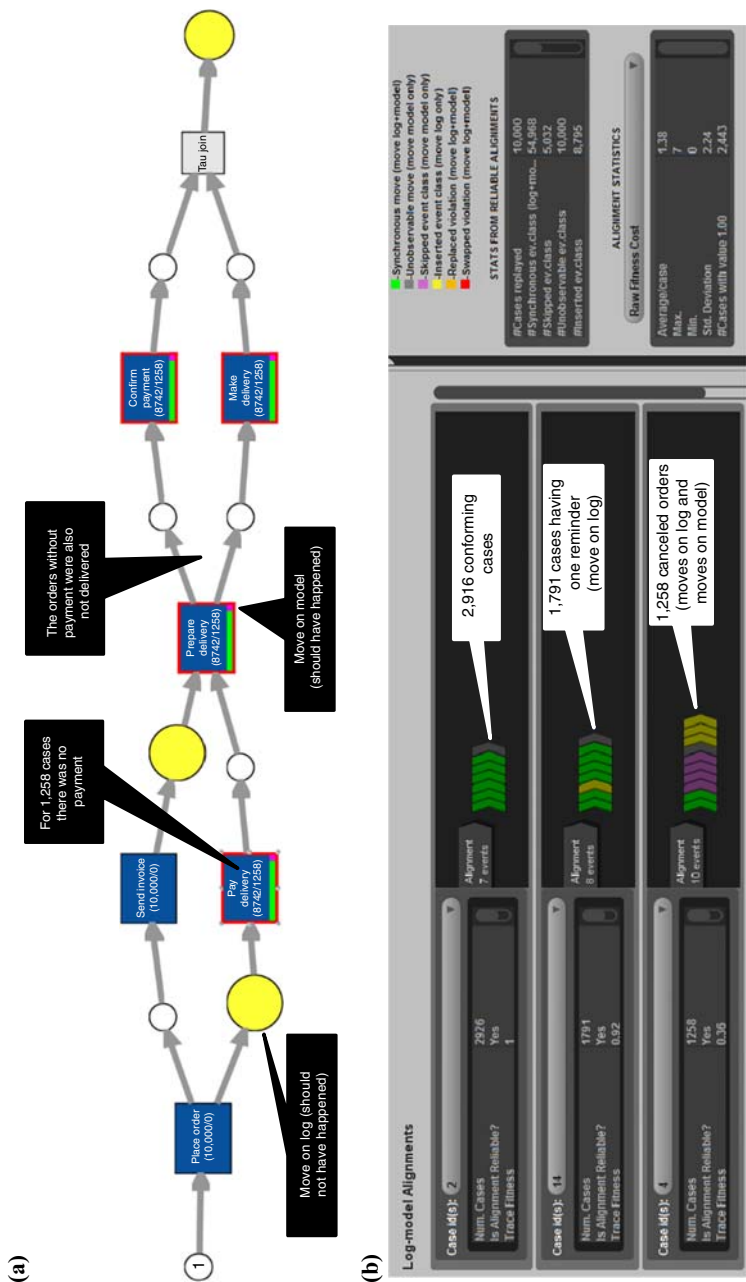 (a)
1
Place order
(10,000/0)
Move on log (should
not have happened)
Send invoice
(10,000/0)
For 1,258 cases
there was no
payment
Pay
delivery
(8742/1258)
Prepare
delivery
(8742/1258)
Move on model
(should have happened)
The orders without
payment were also
not delivered
Confirm
payment
(8742/1258)
Make
delivery
(8742/1258)
Tau join
(b)
Log-model Alignments
Case id(s): 2
Num. Cases 2926
Is Alignment Reliable? Yes
Trace Fitness 1
Alignment
7 events
2,916 conforming
cases
Case id(s): 14
Num. Cases 1791
Is Alignment Reliable? Yes
Trace Fitness 0.92
Alignment
8 events
1,791 cases having
one reminder
(move on log)
Case id(s): 4
Num. Cases 1258
Is Alignment Reliable? Yes
Trace Fitness 0.36
Alignment
10 events
1,258 canceled orders
(moves on log and
moves on model)
-Synchronous move (move log+model)
-Unobservable move (move model only)
-Skipped event class (move model only)
-Inserted event class (move log only)
-Replaced violation (move log+model)
-Swapped violation (move log+model)
STATS FROM RELIABLE ALIGNMENTS
#Cases replayed 10,000
#Synchronous ev.class (log+mo... 54,968
#Skipped ev.class 5,032
#Unobservable ev.class 10,000
#Inserted ev.class 8,795
ALIGNMENT STATISTICS
Raw Fitness Cost
Average/case 1.38
Max. 7
Min. 0
Std. Deviation 2.24
#Cases with value 1.00 2,443